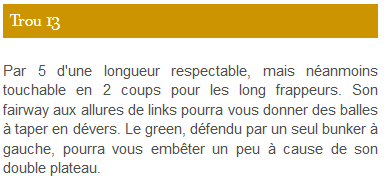 Trou 13
Par 5 d'une longueur respectable, mais néanmoins
touchable en 2 coups pour les long frappeurs. Son
fairway aux allures de links pourra vous donner des balles
à taper en dévers. Le green, défendu par un seul bunker à
gauche, pourra vous embêter un peu à cause de son
double plateau.